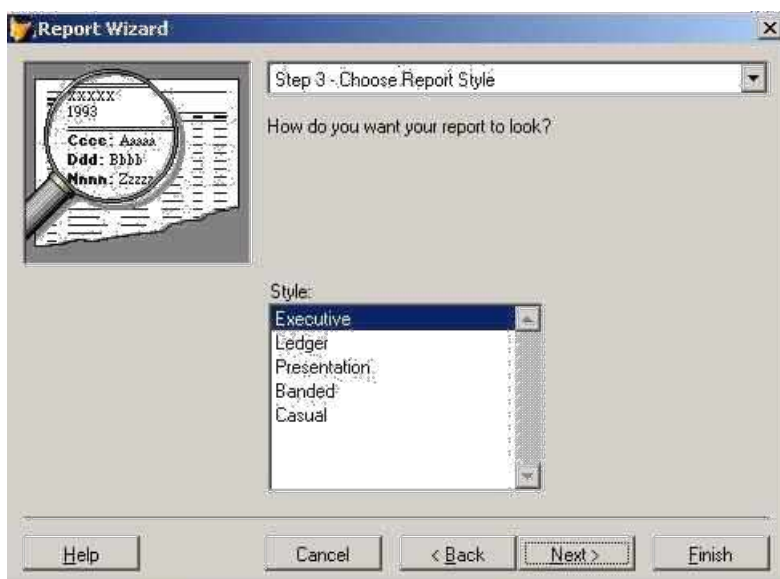 Report Wizard
Step 3 - Choose Report Style
XXXXX
1993
Cccc: Aaaaa
Ddd: Bbbb
Nnnn: Zzzzz
How do you want your report to look?
Style:
Executive
Ledger
Presentation
Banded
Casual
Help
Cancel
< Back
Next >
Finish